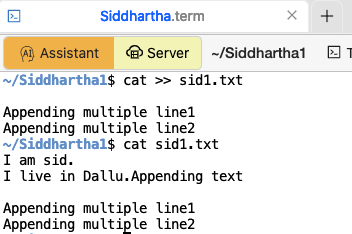 Siddhartha.term
Assistant Server ~/Siddhartha1
~/Siddhartha1$ cat >> sid1.txt

Appending multiple line1
Appending multiple line2
~/Siddhartha1$ cat sid1.txt
I am sid.
I live in Dallu.Appending text

Appending multiple line1
Appending multiple line2